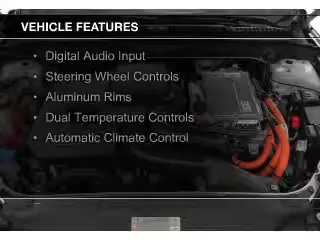 VEHICLE FEATURES
• Digital Audio Input
• Steering Wheel Controls
• Aluminum Rims
• Dual Temperature Controls
• Automatic Climate Control